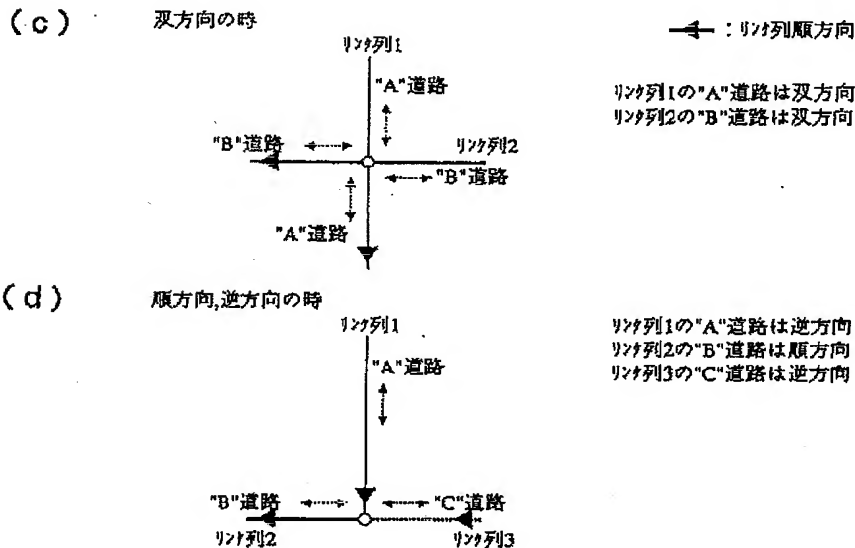 (c) 双方向の時
リンク列1
：リンク列順方向
"A"道路
リンク列1の"A"道路は双方向
リンク列2の"B"道路は双方向
"B"道路
リンク列2
"B"道路
"A"道路
(d) 順方向,逆方向の時
リンク列1
リンク列1の"A"道路は逆方向
リンク列2の"B"道路は順方向
リンク列3の"C"道路は逆方向
"A"道路
"B"道路
"C"道路
リンク列2
リンク列3